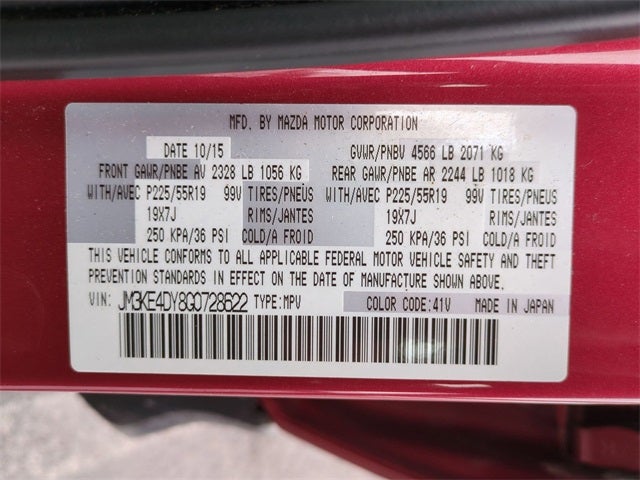 MFD. BY MAZDA MOTOR CORPORATION
DATE 10/15 GVWR/PNBV 4566 LB 2071 KG
FRONT GAWR/PNBE AV 2328 LB 1056 KG REAR GAWR/PNBE AR 2244 LB 1018 KG
WITH/AVEC P225/55R19 99V TIRES/PNEUS WITH/AVEC P225/55R19 99V TIRES/PNEUS
19X7J RIMS/JANTES 19X7J RIMS/JANTES
250 KPA/36 PSI COLD/A FROID 250 KPA/36 PSI COLD/A FROID
THIS VEHICLE CONFORMS TO ALL APPLICABLE FEDERAL MOTOR VEHICLE SAFETY AND THEFT
PREVENTION STANDARDS IN EFFECT ON THE DATE OF MANUFACTURE SHOWN ABOVE.
VIN: JM3KE4DY8G0728622 TYPE: MPV COLOR CODE: 41V MADE IN JAPAN